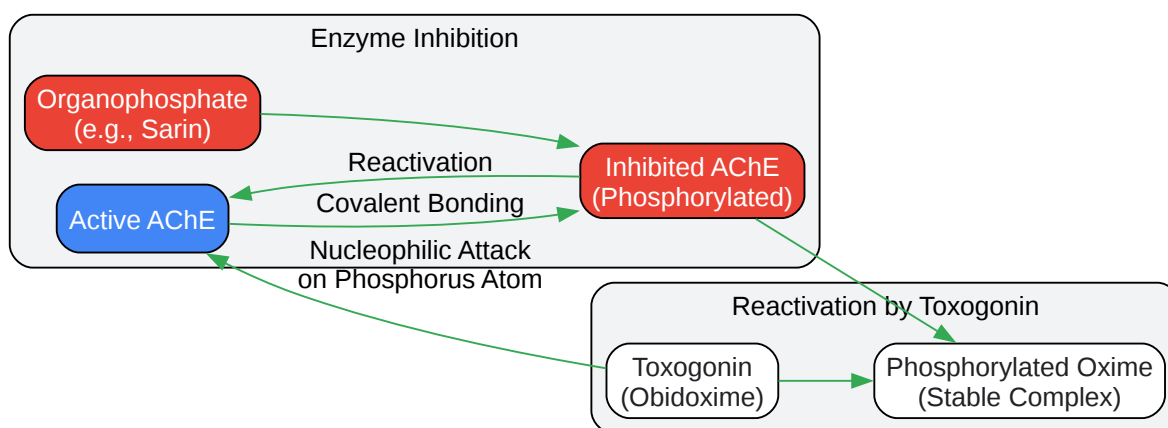 Enzyme Inhibition
Organophosphate
(e.g., Sarin)
Reactivation
Inhibited AChE
(Phosphorylated)
Active AChE
Covalent Bonding
Nucleophilic Attack
on Phosphorus Atom
Reactivation by Toxogonin
Toxogonin
(Obidoxime)
Phosphorylated Oxime
(Stable Complex)